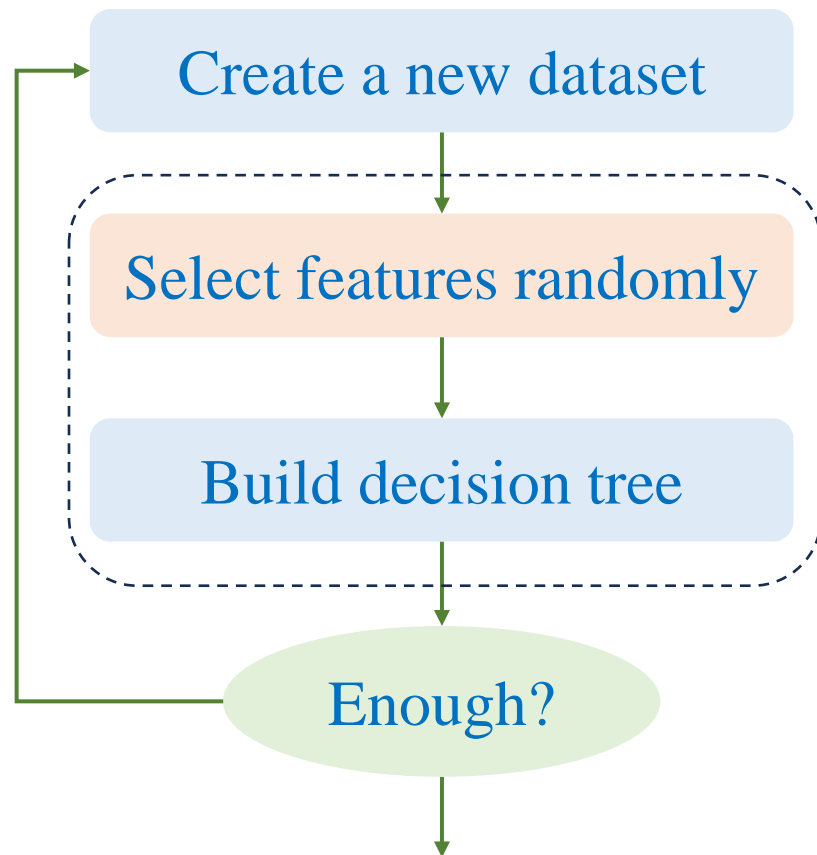 Create a new dataset
Select features randomly
Build decision tree
Enough?